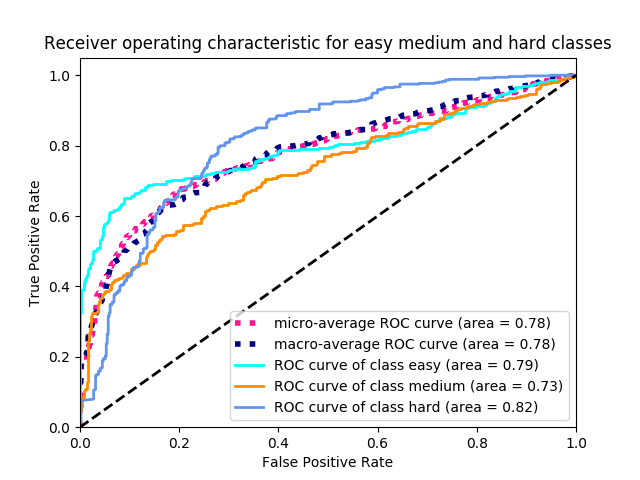 Receiver operating characteristic for easy medium and hard classes
True Positive Rate
1.0
0.8
0.6
0.4
0.2
0.0
micro-average ROC curve (area = 0.78)
macro-average ROC curve (area = 0.78)
ROC curve of class easy (area = 0.79)
ROC curve of class medium (area = 0.73)
ROC curve of class hard (area = 0.82)
0.0 0.2 0.4 0.6 0.8 1.0
False Positive Rate